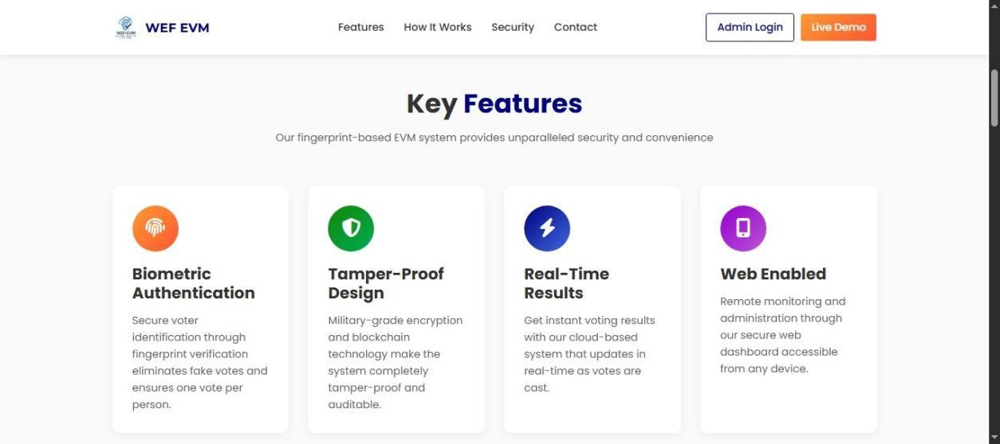 WEF-EVM
WEF EVM
Features
How It Works
Security
Contact
Admin Login
Live Demo
Key Features
Our fingerprint-based EVM system provides unparalleled security and convenience
Biometric
Authentication
Secure voter
identification through
fingerprint verification
eliminates fake votes and
ensures one vote per
person.
Tamper-Proof
Design
Military-grade encryption
and blockchain
technology make the
system completely
tamper-proof and
auditable.
Real-Time
Results
Get instant voting results
with our cloud-based
system that updates in
real-time as votes are
cast.
Web Enabled
Remote monitoring and
administration through
our secure web
dashboard accessible
from any device.